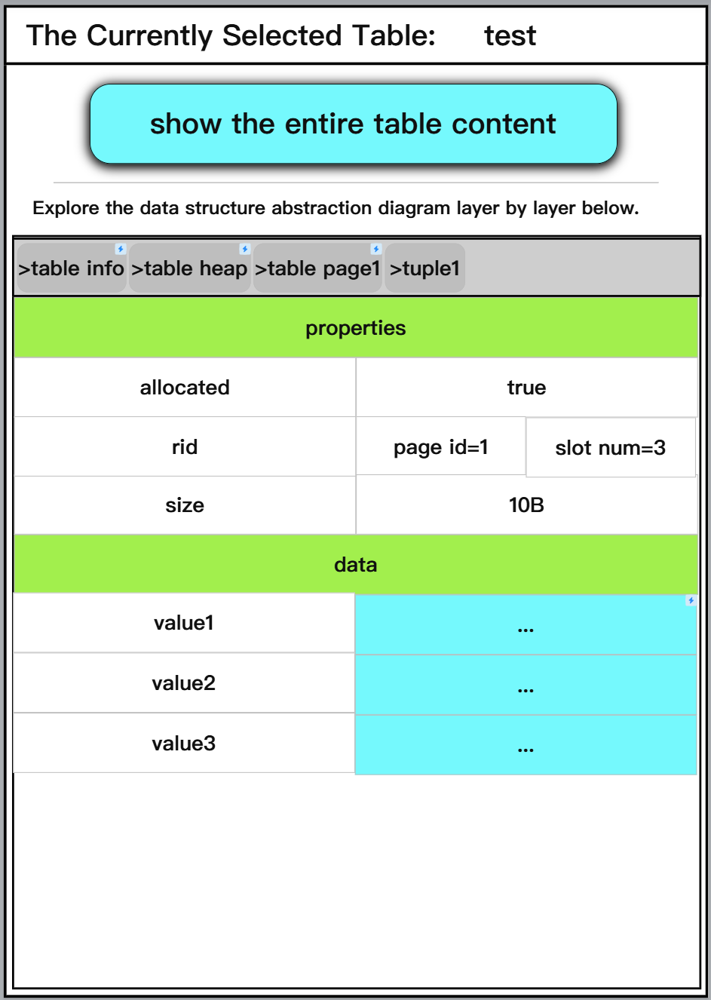 The Currently Selected Table: test
show the entire table content
Explore the data structure abstraction diagram layer by layer below.
>table info >table heap >table page1 >tuple1
properties
allocated true
rid page id=1 slot num=3
size 10B
data
value1 ...
value2 ...
value3 ...